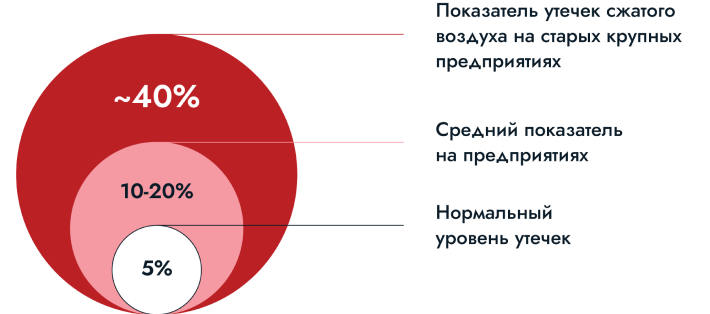 Показатель утечек сжатого
воздуха на старых крупных
предприятиях
~40%
Средний показатель
на предприятиях
10-20%
Нормальный
уровень утечек
5%